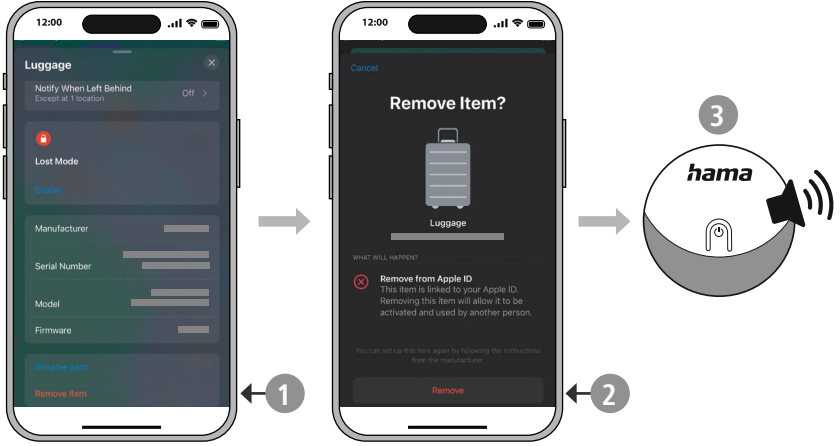 12:00
Luggage
Notify When Left Behind
Except at 1 location
Off
Lost Mode
Enable
Manufacturer
Serial Number
Model
Firmware
Rename Item
Remove Item
1
12:00
Cancel
Remove Item?
Luggage
WHAT WILL HAPPEN?
Remove from Apple ID
This item is linked to your Apple ID.
Removing this item will allow it to be
activated and used by another person.
You can set up this item again by following the instructions
from the manufacturer.
Remove
2
3
hama